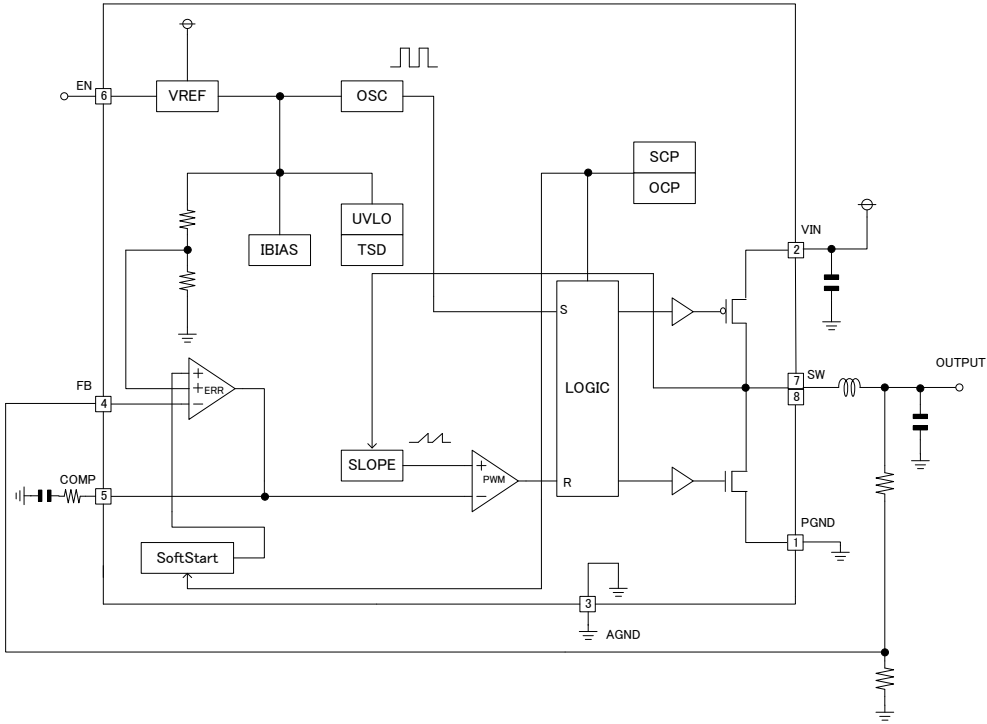 EN
6
VREF
OSC
SCP
OCP
UVLO
TSD
IBIAS
VIN
2
S
LOGIC
R
SW
7
8
OUTPUT
FB
4
+
+
−
ERR
COMP
5
SLOPE
+
−
PWM
PGND
1
SoftStart
3
AGND